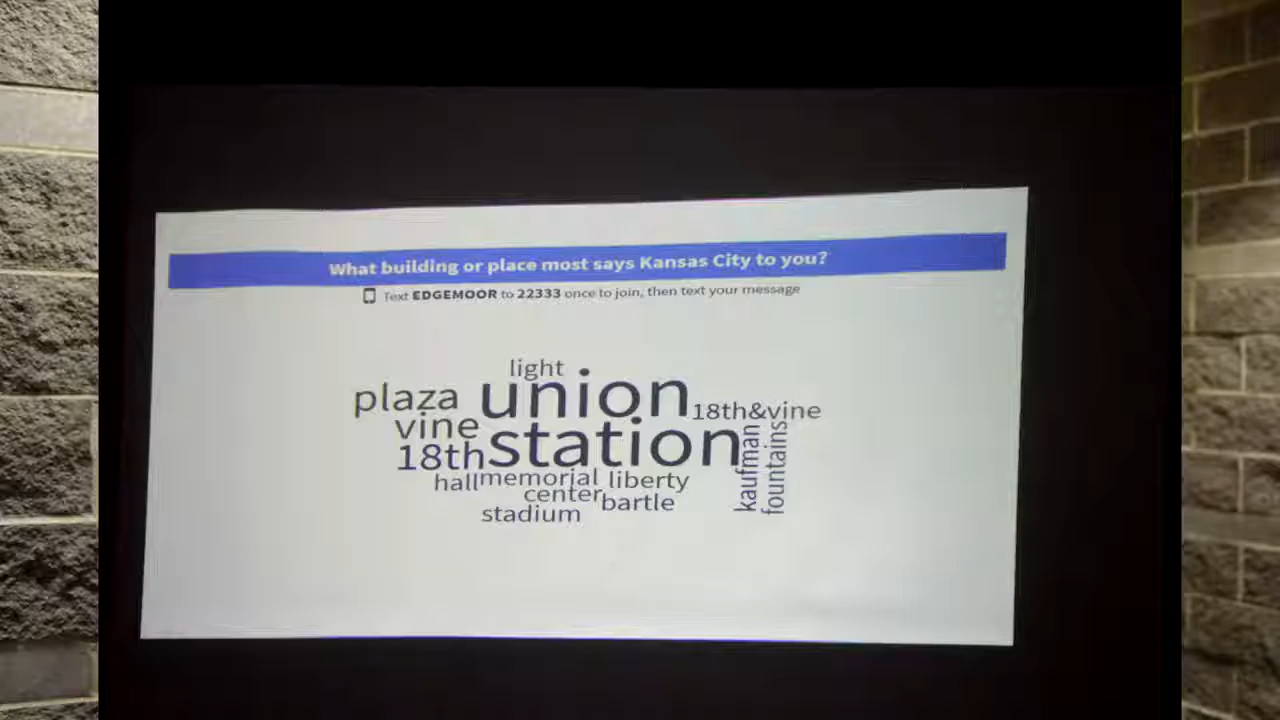 What building or place most says Kansas City to you?
Text EDGEMOOR to 22333 once to join, then text your message
light
plaza union 18th&vine
vine
18th station
kaufman
fountains
hall memorial liberty
center bartle
stadium